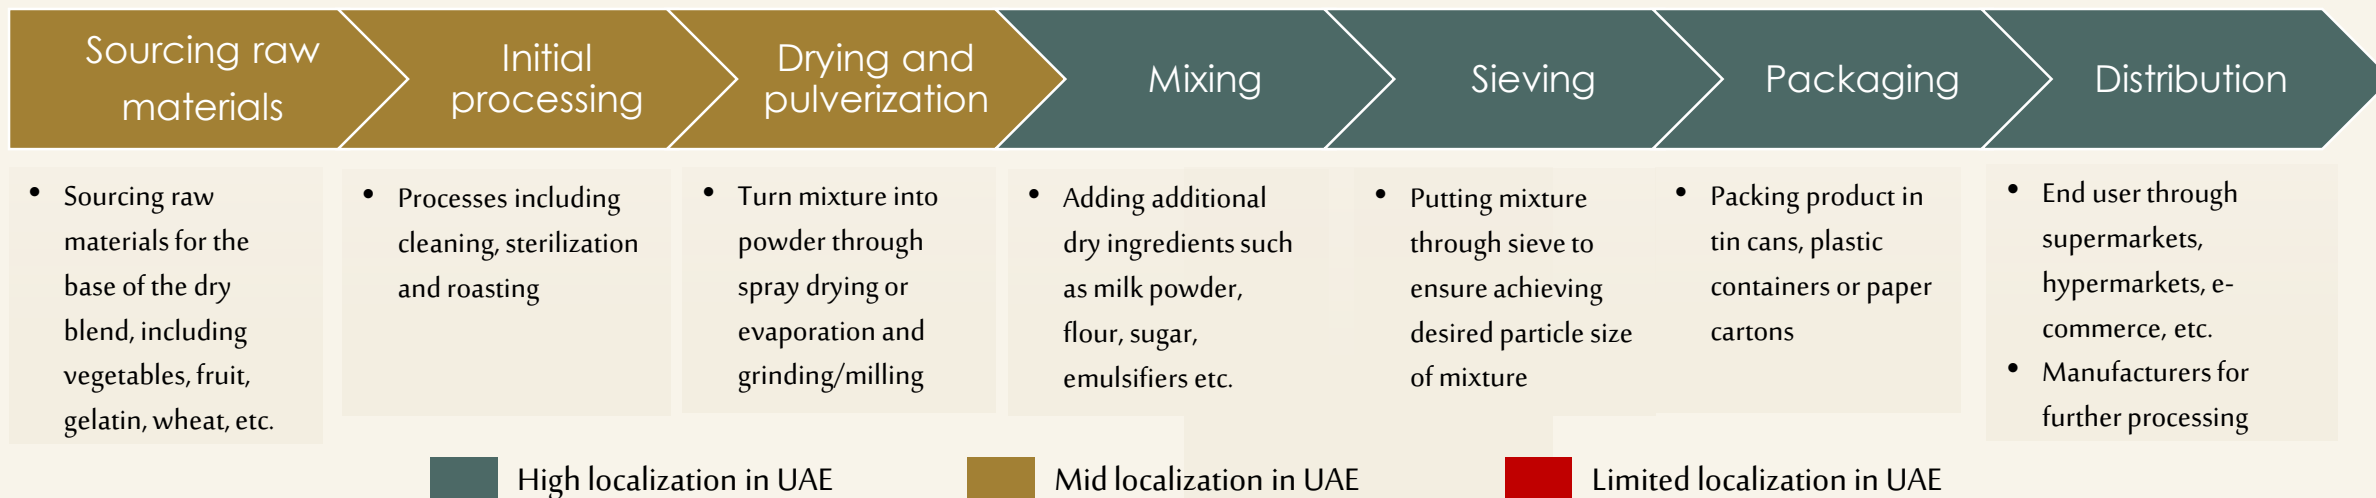 Sourcing raw
materials
Initial
processing
Drying and
pulverization
Mixing
Sieving
Packaging
Distribution
• Sourcing raw
materials for the
base of the dry
blend, including
vegetables, fruit,
gelatin, wheat, etc.
• Processes including
cleaning, sterilization
and roasting
• Turn mixture into
powder through
spray drying or
evaporation and
grinding/milling
• Adding additional
dry ingredients such
as milk powder,
flour, sugar,
emulsifiers etc.
• Putting mixture
through sieve to
ensure achieving
desired particle size
of mixture
• Packing product in
tin cans, plastic
containers or paper
cartons
• End user through
supermarkets,
hypermarkets, e-
commerce, etc.
• Manufacturers for
further processing
High localization in UAE
Mid localization in UAE
Limited localization in UAE